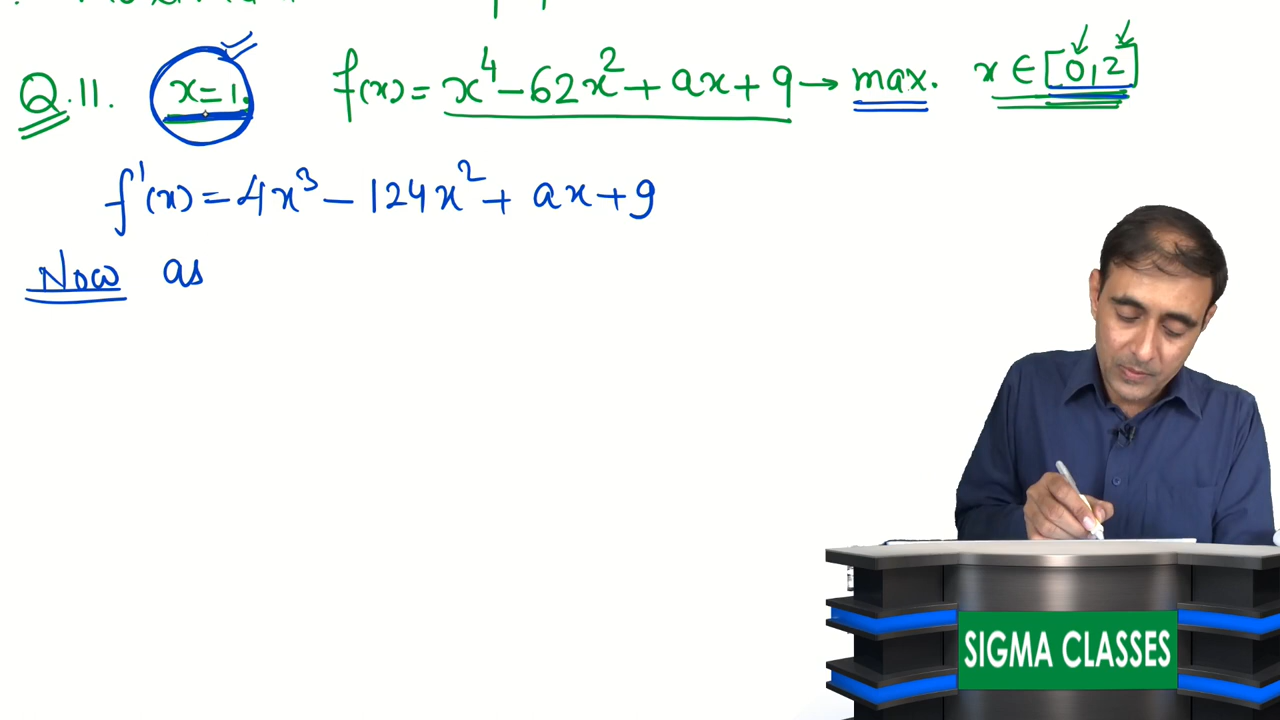 Q.11. x=1. f(x) = x⁴ - 62x² + ax + 9 → max. x ∈ [0,2]
f'(x) = 4x³ - 124x² + ax + 9
Now as
SIGMA CLASSES